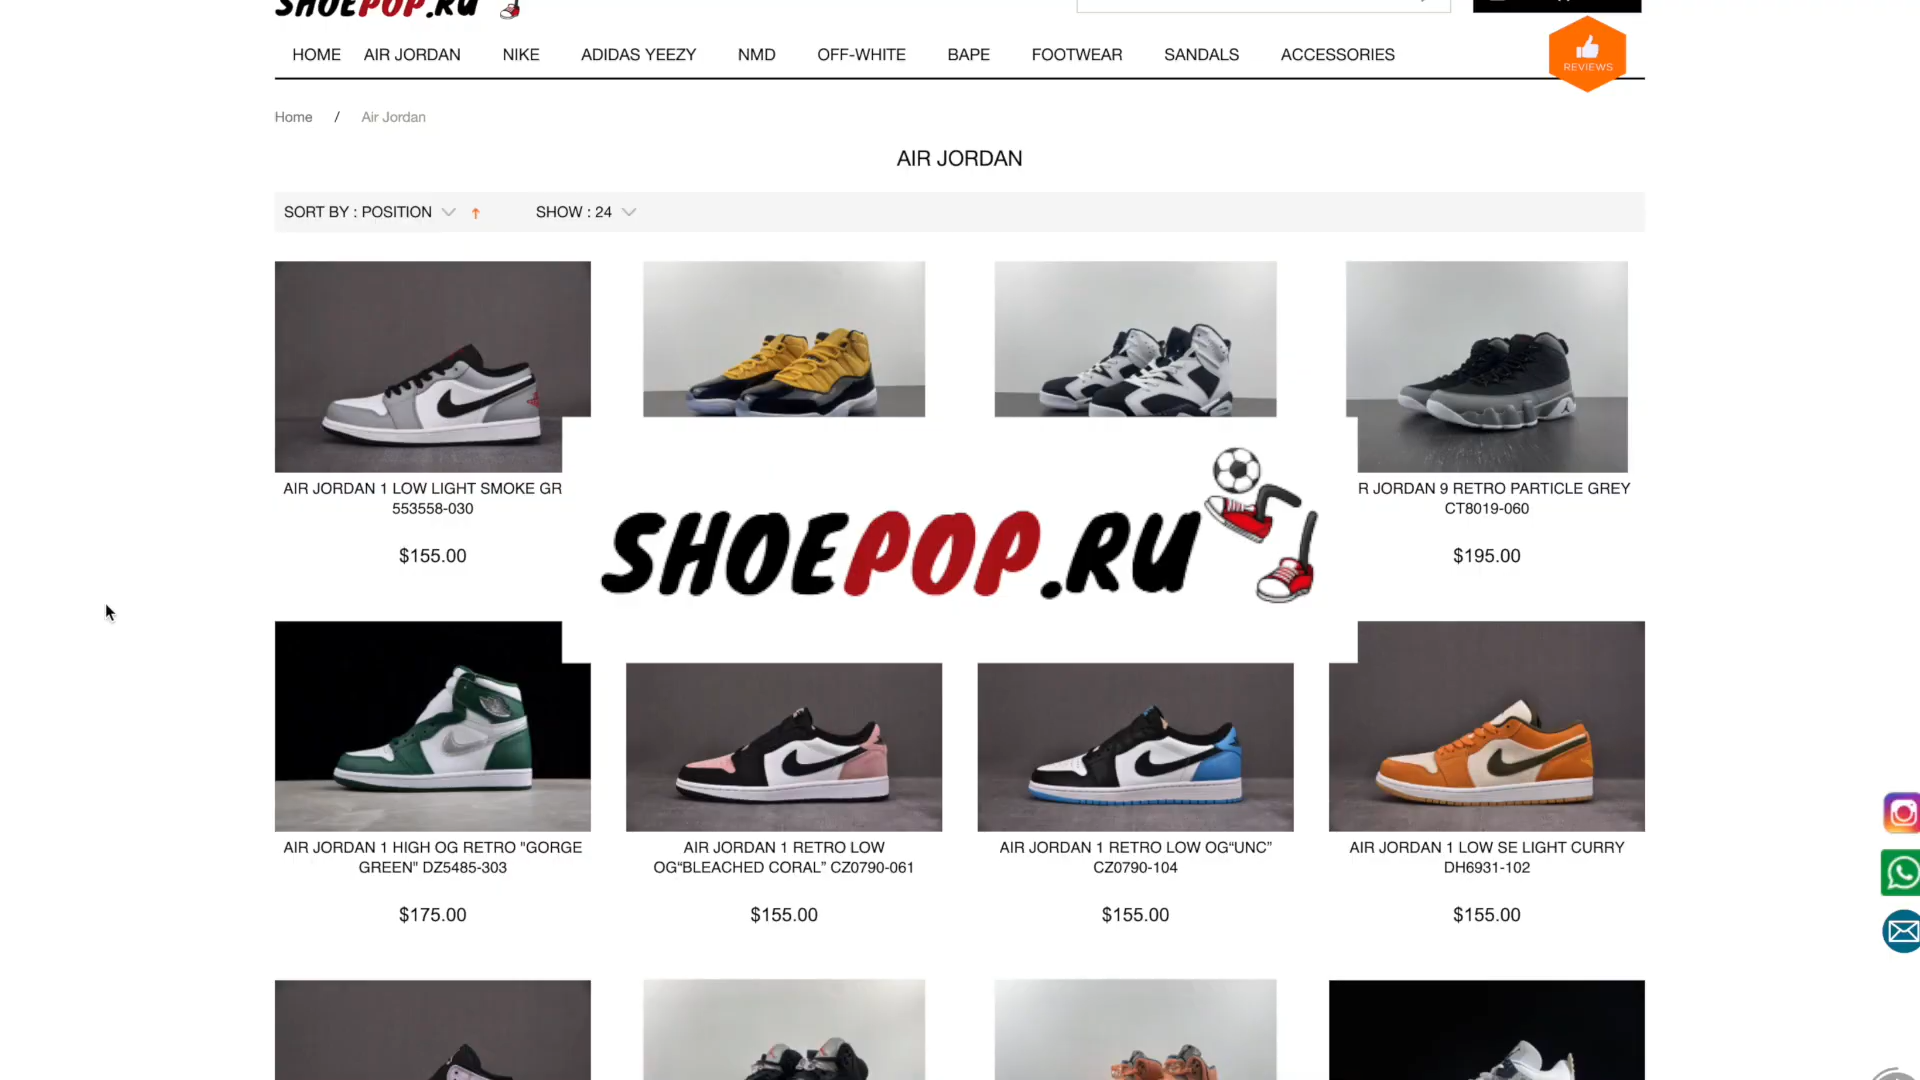 SHOEPOP.RU
HOME AIR JORDAN NIKE ADIDAS YEEZY NMD OFF-WHITE BAPE FOOTWEAR SANDALS ACCESSORIES
REVIEWS
Home / Air Jordan
AIR JORDAN
SORT BY : POSITION SHOW : 24
AIR JORDAN 1 LOW LIGHT SMOKE GR
553558-030
$155.00
SHOEPOP.RU
R JORDAN 9 RETRO PARTICLE GREY
CT8019-060
$195.00
AIR JORDAN 1 HIGH OG RETRO "GORGE
GREEN" DZ5485-303
$175.00
AIR JORDAN 1 RETRO LOW
OG“BLEACHED CORAL” CZ0790-061
$155.00
AIR JORDAN 1 RETRO LOW OG“UNC”
CZ0790-104
$155.00
AIR JORDAN 1 LOW SE LIGHT CURRY
DH6931-102
$155.00